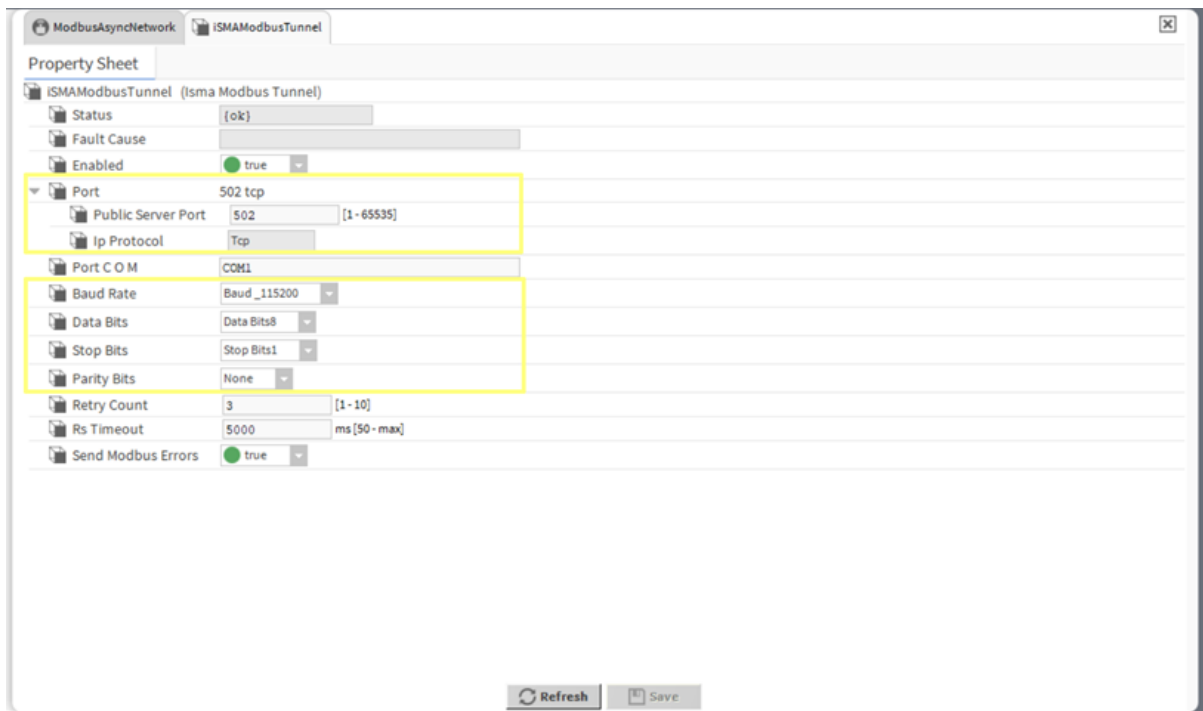 ModbusAsyncNetwork iSMAModbusTunnel
Property Sheet
iSMAModbusTunnel (Isma Modbus Tunnel)
Status {ok}
Fault Cause
Enabled true
Port 502 tcp
Public Server Port 502 [1 - 65535]
Ip Protocol Tcp
Port C O M COM1
Baud Rate Baud _115200
Data Bits Data Bits8
Stop Bits Stop Bits1
Parity Bits None
Retry Count 3 [1 - 10]
Rs Timeout 5000 ms [50 - max]
Send Modbus Errors true
Refresh Save